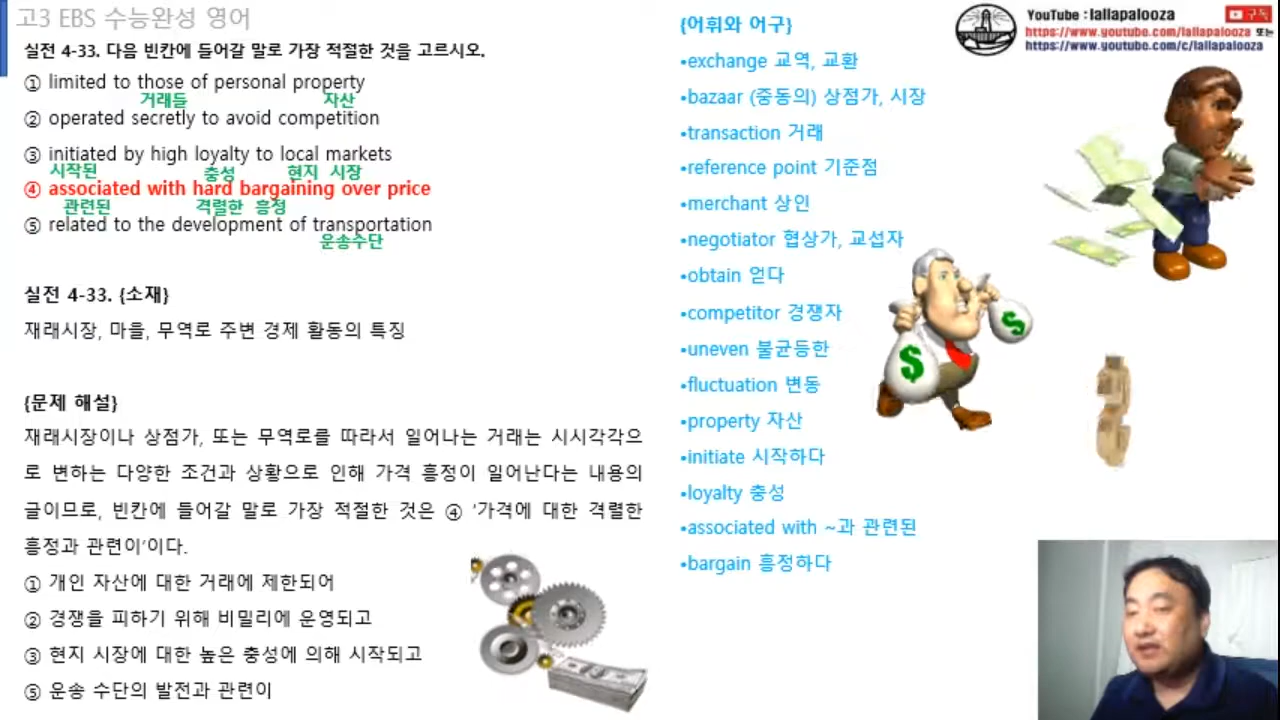 고3 EBS 수능완성 영어
실전 4-33. 다음 빈칸에 들어갈 말로 가장 적절한 것을 고르시오.
① limited to those of personal property
거래들 자산
② operated secretly to avoid competition
③ initiated by high loyalty to local markets
시작된 충성 현지 시장
④ associated with hard bargaining over price
관련된 격렬한 흥정
⑤ related to the development of transportation
운송수단
실전 4-33. {소재}
재래시장, 마을, 무역로 주변 경제 활동의 특징
{문제 해설}
재래시장이나 상점가, 또는 무역로를 따라서 일어나는 거래는 시시각각으
로 변하는 다양한 조건과 상황으로 인해 가격 흥정이 일어난다는 내용의
글이므로, 빈칸에 들어갈 말로 가장 적절한 것은 ④ '가격에 대한 격렬한
흥정과 관련이'이다.
① 개인 자산에 대한 거래에 제한되어
② 경쟁을 피하기 위해 비밀리에 운영되고
③ 현지 시장에 대한 높은 충성에 의해 시작되고
⑤ 운송 수단의 발전과 관련이
{어휘와 어구}
•exchange 교역, 교환
•bazaar (중동의) 상점가, 시장
•transaction 거래
•reference point 기준점
•merchant 상인
•negotiator 협상가, 교섭자
•obtain 얻다
•competitor 경쟁자
•uneven 불균등한
•fluctuation 변동
•property 자산
•initiate 시작하다
•loyalty 충성
•associated with ~과 관련된
•bargain 흥정하다
YouTube : lallapalooza 구독
https://www.youtube.com/lallapalooza 또는
https://www.youtube.com/c/lallapalooza
$
$